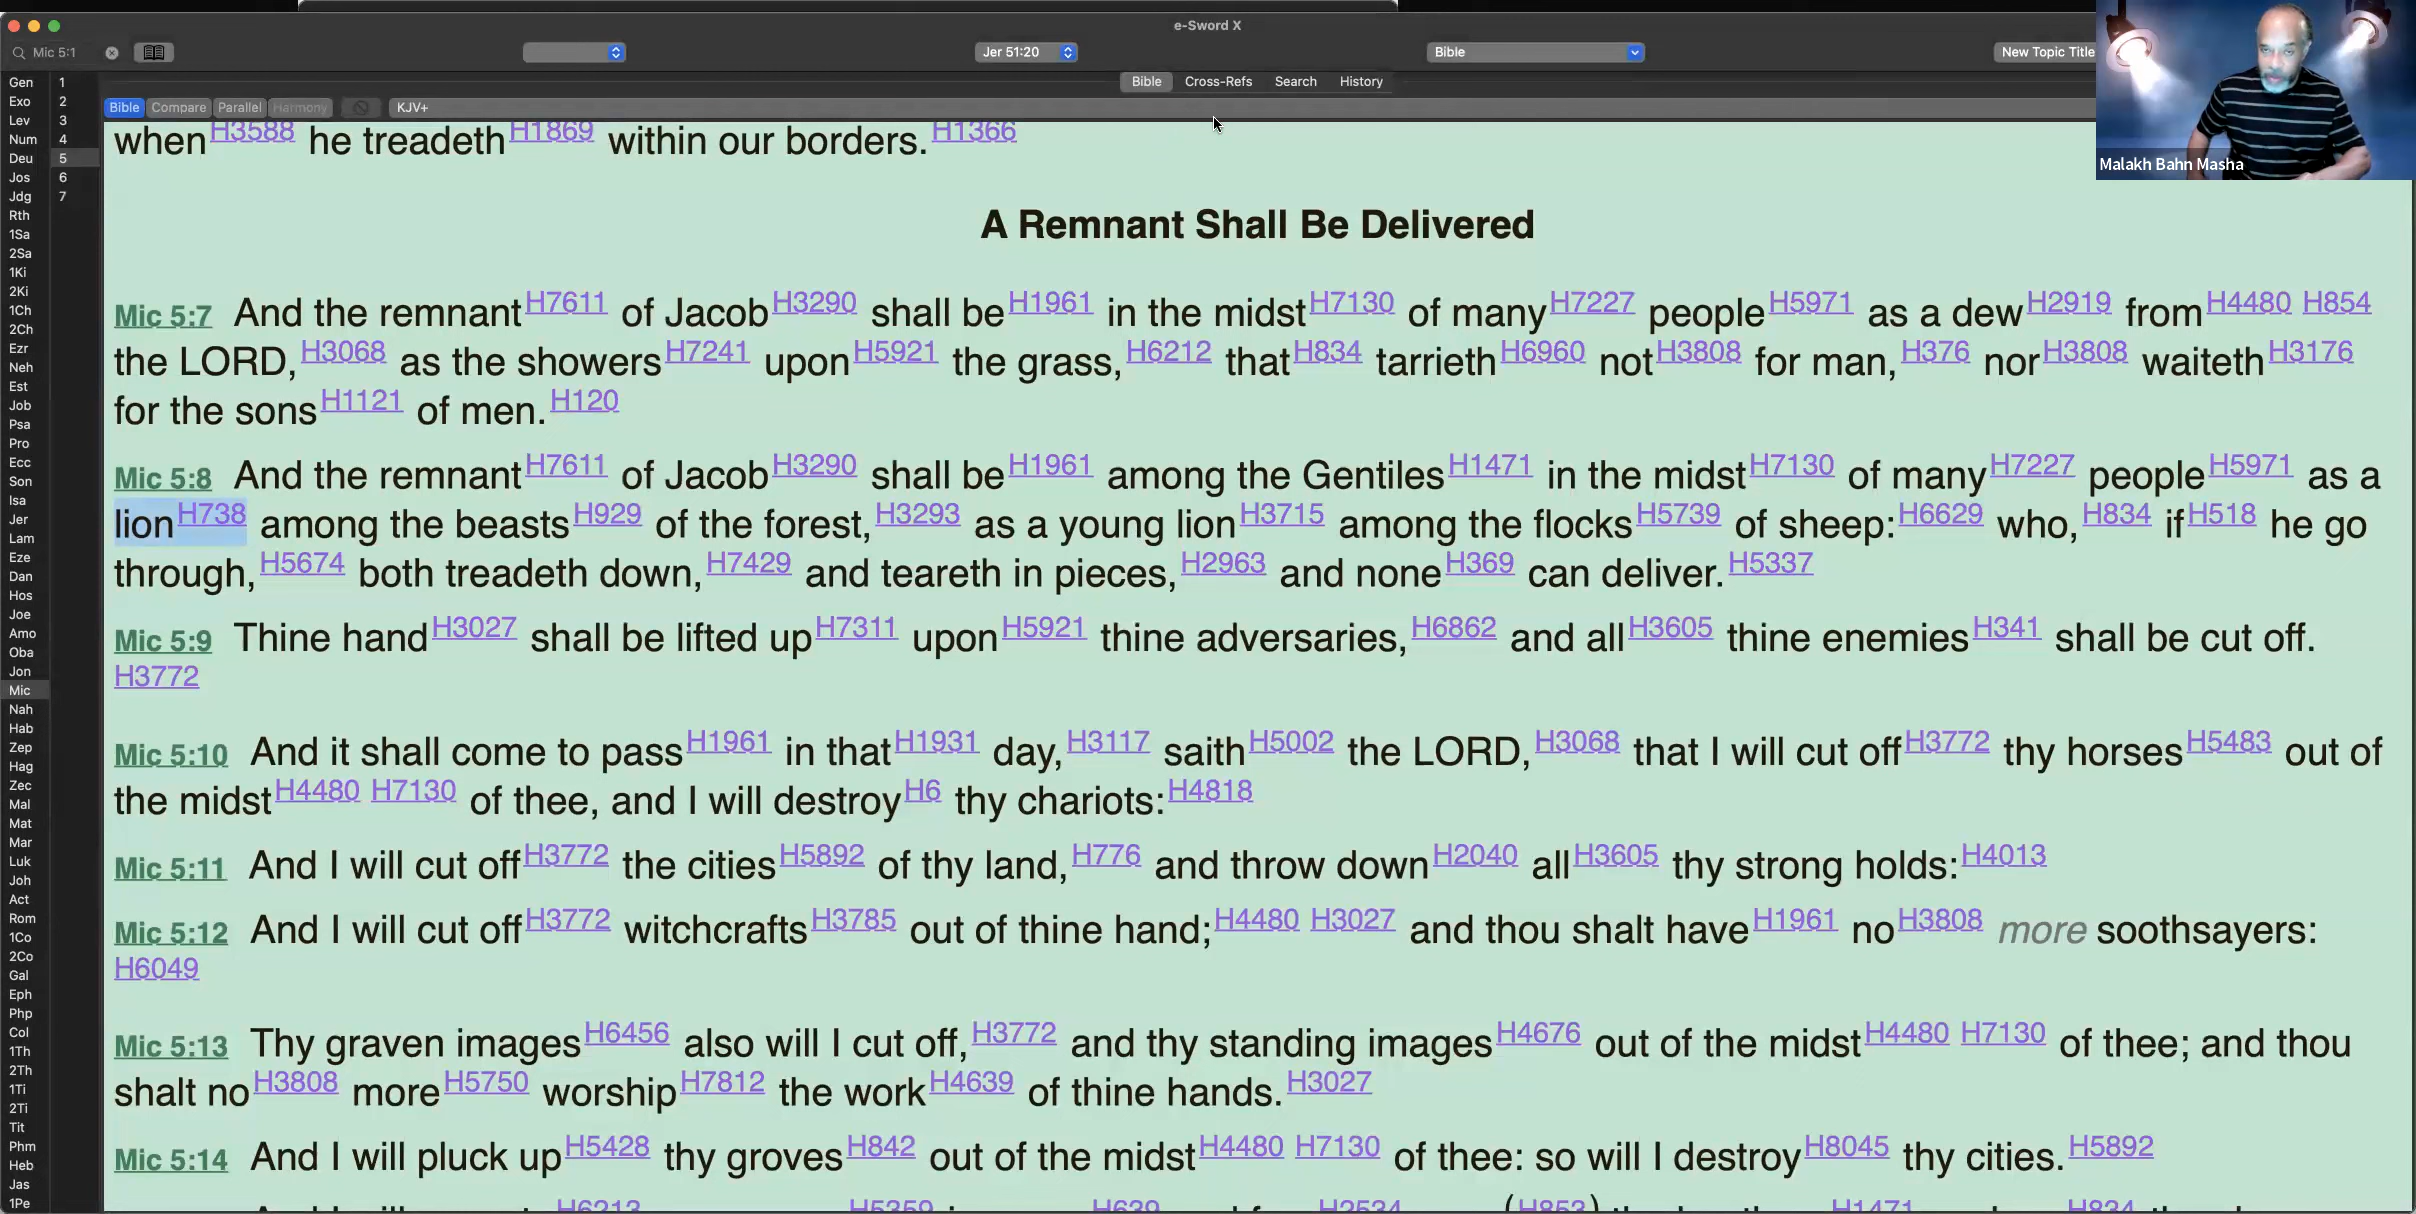 e-Sword X
Mic 5:1
Jer 51:20
Bible
New Topic Title
Bible Cross-Refs Search History
Bible Compare Parallel Harmony KJV+
Malakh Bahn Masha
Gen
Exo
Lev
Num
Deu
Jos
Jdg
Rth
1Sa
2Sa
1Ki
2Ki
1Ch
2Ch
Ezr
Neh
Est
Job
Psa
Pro
Ecc
Son
Isa
Jer
Lam
Eze
Dan
Hos
Joe
Amo
Oba
Jon
Mic
Nah
Hab
Zep
Hag
Zec
Mal
Mat
Mar
Luk
Joh
Act
Rom
1Co
2Co
Gal
Eph
Php
Col
1Th
2Th
1Ti
2Ti
Tit
Phm
Heb
Jas
1Pe
1
2
3
4
5
6
7
when H3588 he treadeth H1869 within our borders. H1366
A Remnant Shall Be Delivered
Mic 5:7 And the remnant H7611 of Jacob H3290 shall be H1961 in the midst H7130 of many H7227 people H5971 as a dew H2919 from H4480 H854
the LORD, H3068 as the showers H7241 upon H5921 the grass, H6212 that H834 tarrieth H6960 not H3808 for man, H376 nor H3808 waiteth H3176
for the sons H1121 of men. H120
Mic 5:8 And the remnant H7611 of Jacob H3290 shall be H1961 among the Gentiles H1471 in the midst H7130 of many H7227 people H5971 as a
lion H738 among the beasts H929 of the forest, H3293 as a young lion H3715 among the flocks H5739 of sheep: H6629 who, H834 if H518 he go
through, H5674 both treadeth down, H7429 and teareth in pieces, H2963 and none H369 can deliver. H5337
Mic 5:9 Thine hand H3027 shall be lifted up H7311 upon H5921 thine adversaries, H6862 and all H3605 thine enemies H341 shall be cut off.
H3772
Mic 5:10 And it shall come to pass H1961 in that H1931 day, H3117 saith H5002 the LORD, H3068 that I will cut off H3772 thy horses H5483 out of
the midst H4480 H7130 of thee, and I will destroy H6 thy chariots: H4818
Mic 5:11 And I will cut off H3772 the cities H5892 of thy land, H776 and throw down H2040 all H3605 thy strong holds: H4013
Mic 5:12 And I will cut off H3772 witchcrafts H3785 out of thine hand; H4480 H3027 and thou shalt have H1961 no H3808 more soothsayers:
H6049
Mic 5:13 Thy graven images H6456 also will I cut off, H3772 and thy standing images H4676 out of the midst H4480 H7130 of thee; and thou
shalt no H3808 more H5750 worship H7812 the work H4639 of thine hands. H3027
Mic 5:14 And I will pluck up H5428 thy groves H842 out of the midst H4480 H7130 of thee: so will I destroy H8045 thy cities. H5892
H6213 H5359 H639 H2534 (H853) H1471 H834